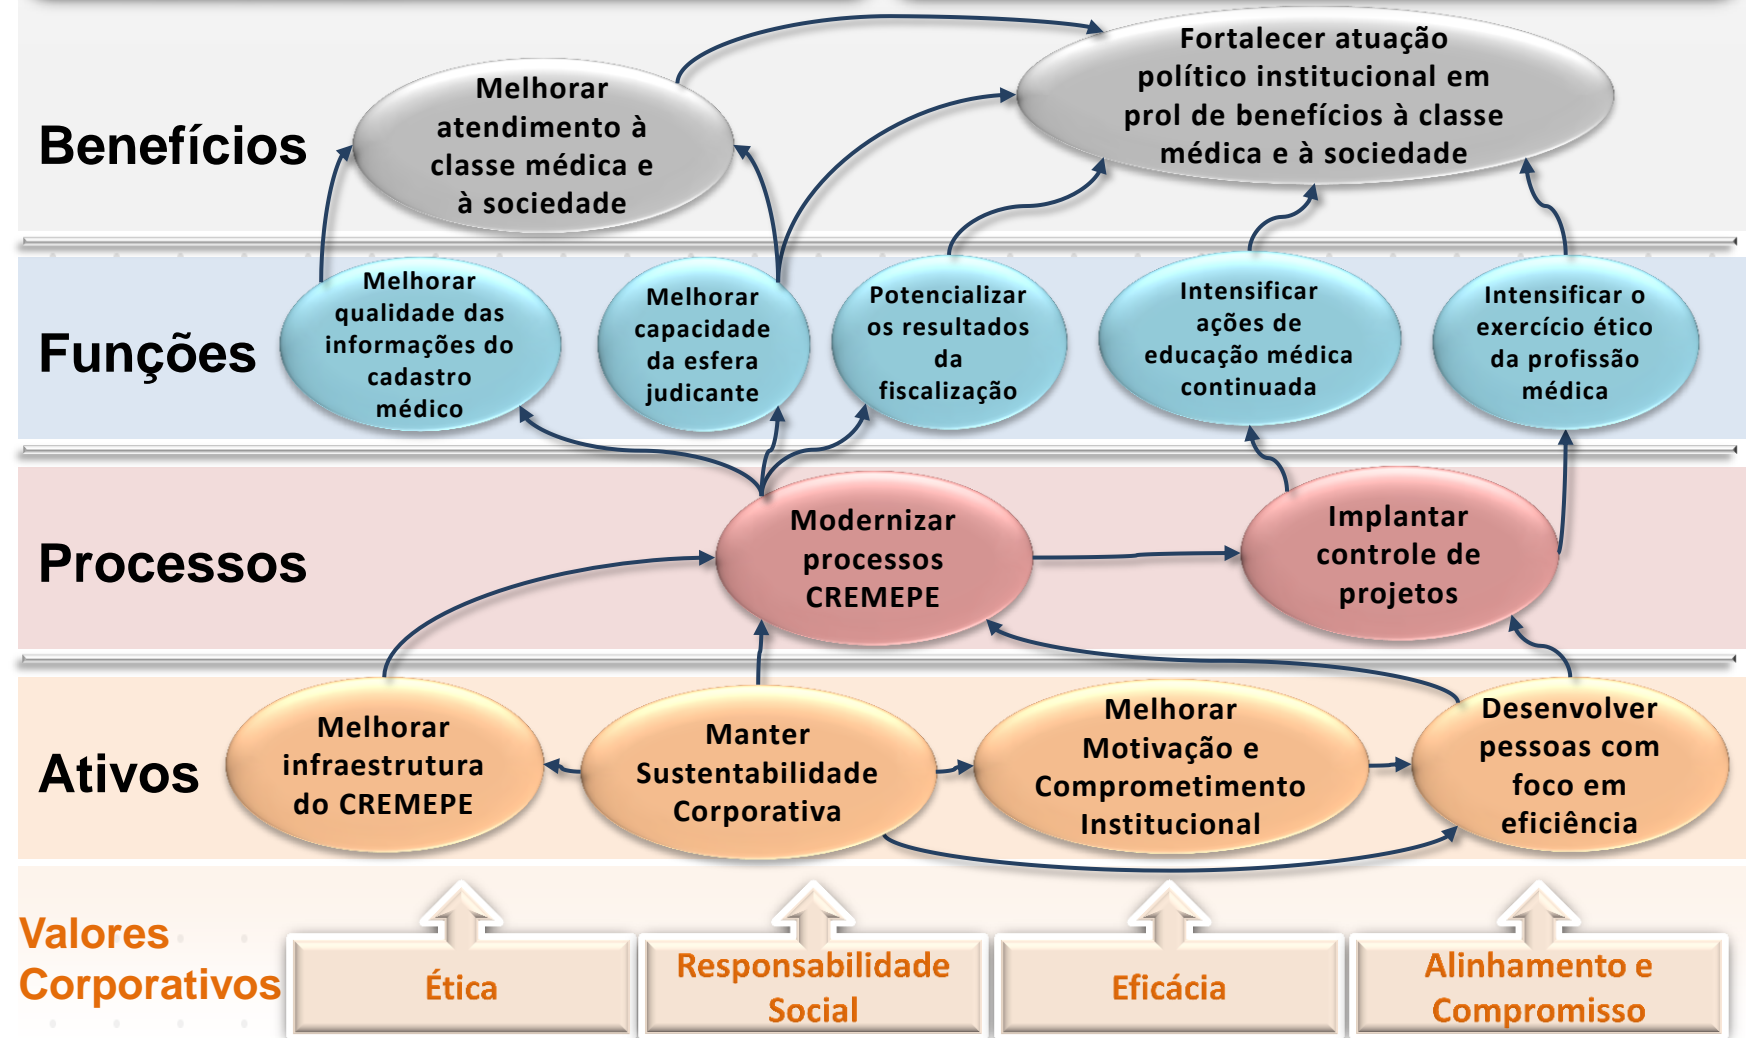 Benefícios
Melhorar
atendimento à
classe médica e
à sociedade
Fortalecer atuação
político institucional em
prol de benefícios à classe
médica e à sociedade
Funções
Melhorar
qualidade das
informações do
cadastro
médico
Melhorar
capacidade
da esfera
judicante
Potencializar
os resultados
da
fiscalização
Intensificar
ações de
educação médica
continuada
Intensificar o
exercício ético
da profissão
médica
Processos
Modernizar
processos
CREMEPE
Implantar
controle de
projetos
Ativos
Melhorar
infraestrutura
do CREMEPE
Manter
Sustentabilidade
Corporativa
Melhorar
Motivação e
Comprometimento
Institucional
Desenvolver
pessoas com
foco em
eficiência
Valores
Corporativos
Ética
Responsabilidade
Social
Eficácia
Alinhamento e
Compromisso